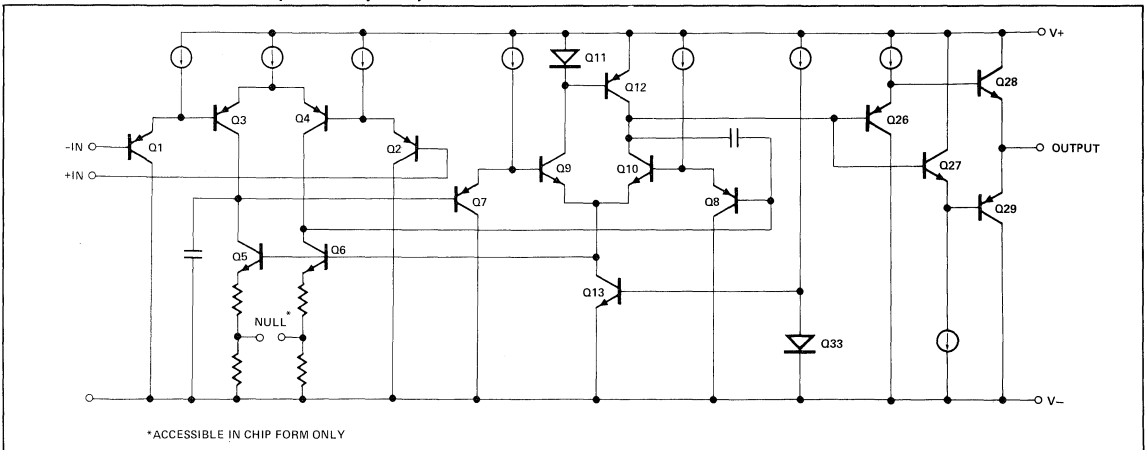 V+
Q11
Q12
Q28
Q3
Q4
Q26
Q1
-IN
Q2
OUTPUT
Q9
Q10
Q27
+IN
Q7
Q8
Q29
Q5
Q6
Q13
NULL*
Q33
V−
*ACCESSIBLE IN CHIP FORM ONLY